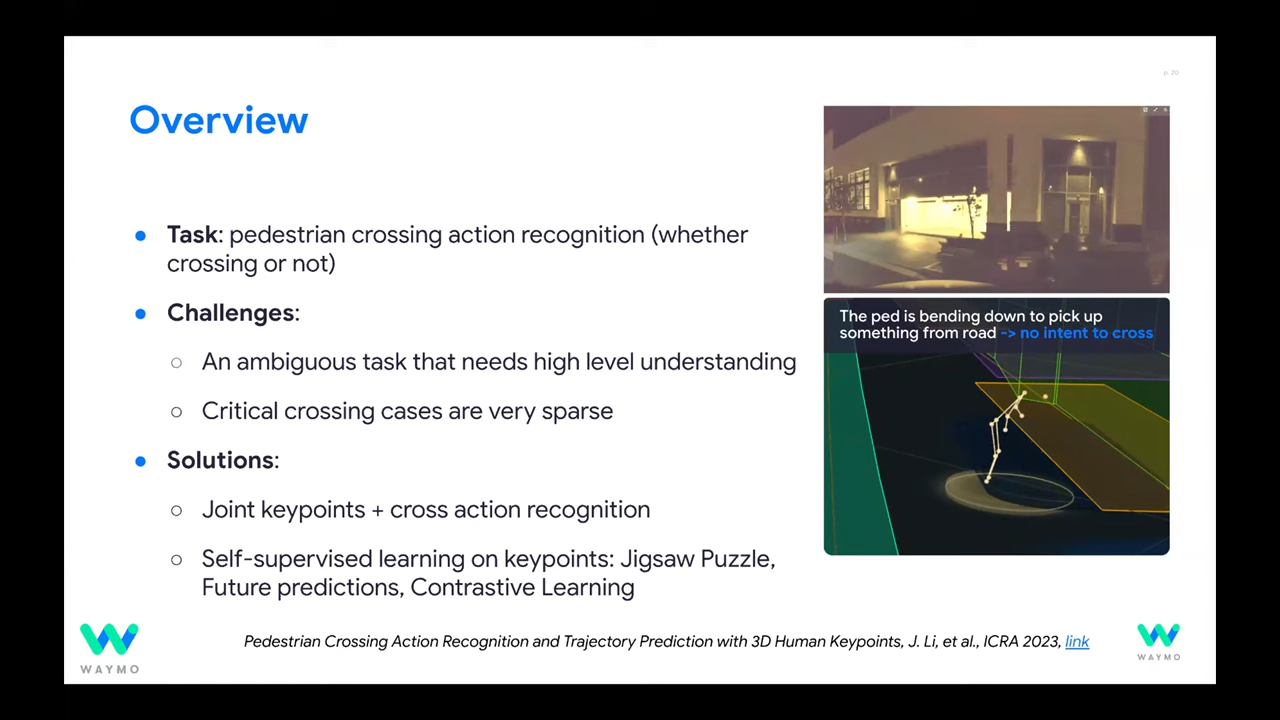 p. 20
Overview
● Task: pedestrian crossing action recognition (whether
crossing or not)
● Challenges:
○ An ambiguous task that needs high level understanding
○ Critical crossing cases are very sparse
● Solutions:
○ Joint keypoints + cross action recognition
○ Self-supervised learning on keypoints: Jigsaw Puzzle,
Future predictions, Contrastive Learning
The ped is bending down to pick up
something from road -> no intent to cross
Pedestrian Crossing Action Recognition and Trajectory Prediction with 3D Human Keypoints, J. Li, et al., ICRA 2023, link
WAYMO
WAYMO